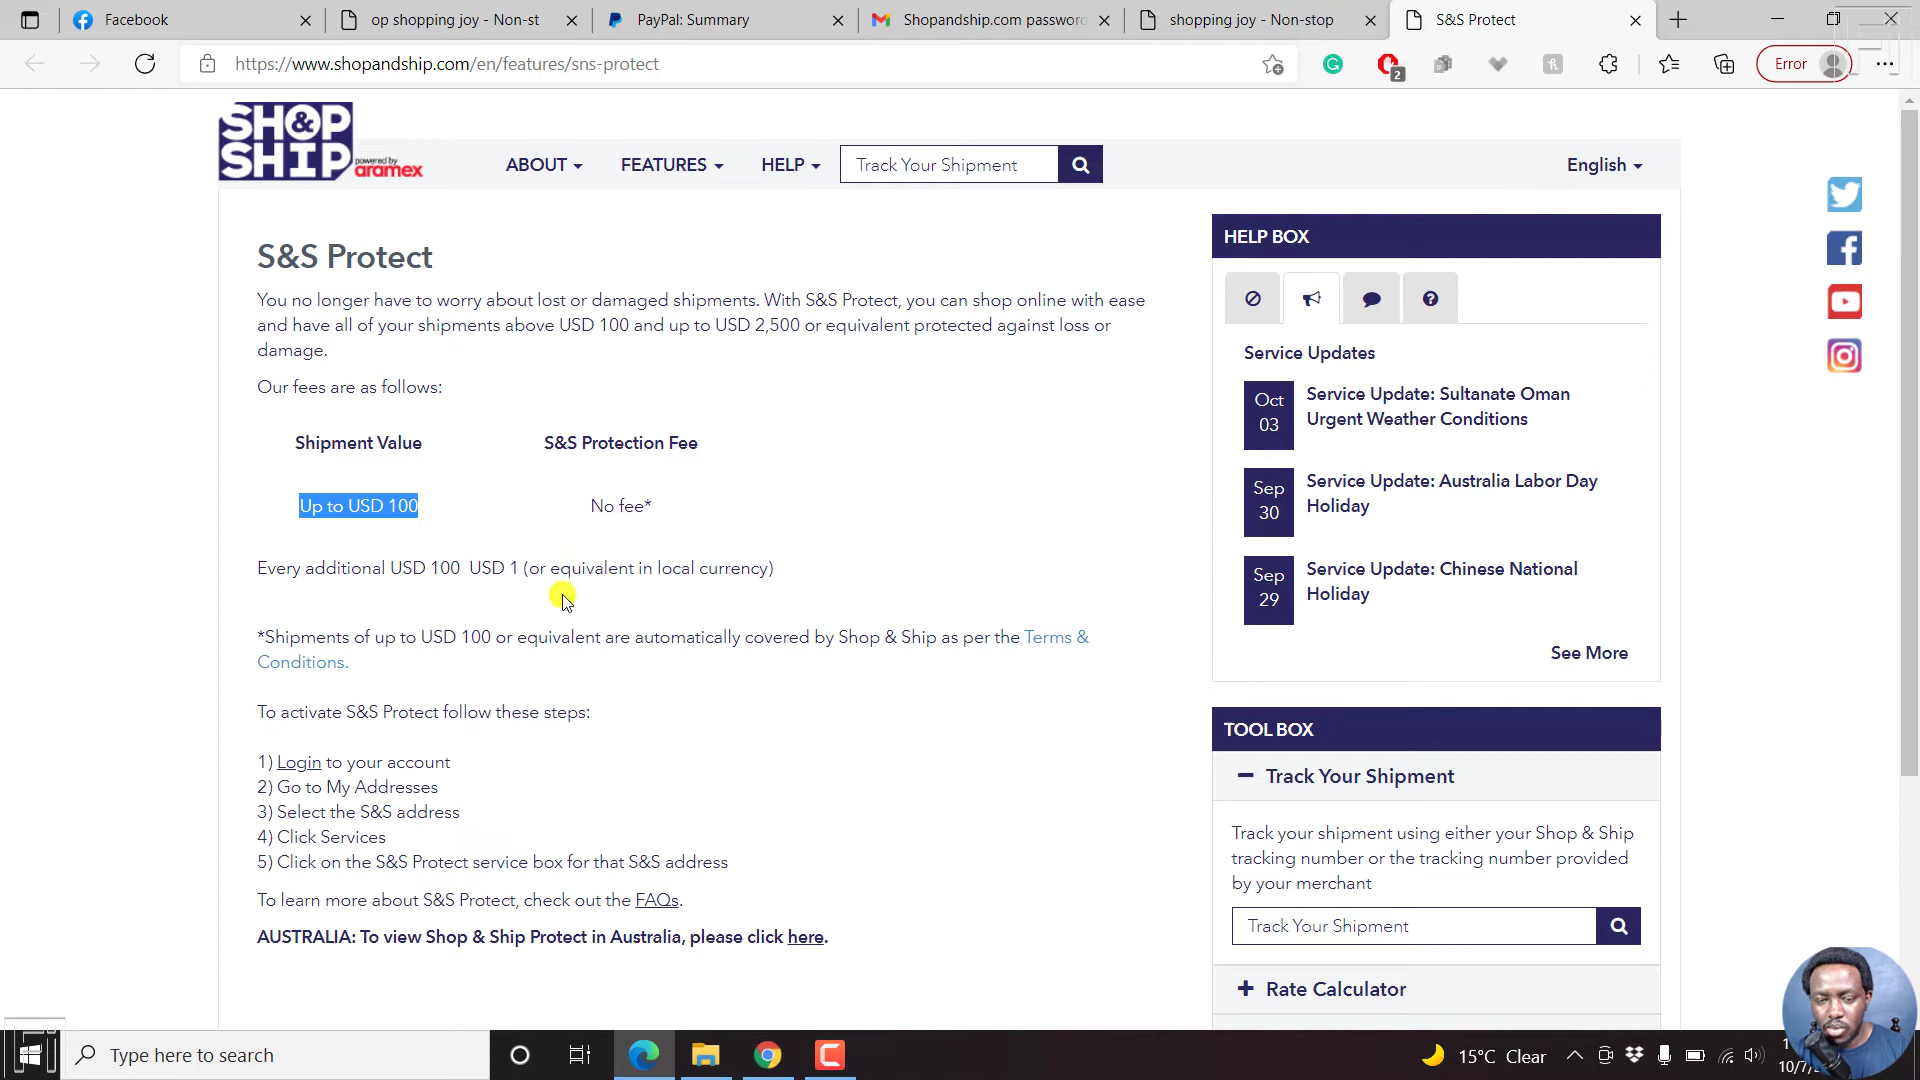 Facebook
op shopping joy - Non-st
PayPal: Summary
Shopandship.com password
shopping joy - Non-stop
S&S Protect
https://www.shopandship.com/en/features/sns-protect
2
Error
SH&P
SHIP
powered by
aramex
ABOUT
FEATURES
HELP
Track Your Shipment
English
S&S Protect
You no longer have to worry about lost or damaged shipments. With S&S Protect, you can shop online with ease
and have all of your shipments above USD 100 and up to USD 2,500 or equivalent protected against loss or
damage.
Our fees are as follows:
Shipment Value
S&S Protection Fee
Up to USD 100
No fee*
Every additional USD 100 USD 1 (or equivalent in local currency)
*Shipments of up to USD 100 or equivalent are automatically covered by Shop & Ship as per the Terms &
Conditions.
To activate S&S Protect follow these steps:
1) Login to your account
2) Go to My Addresses
3) Select the S&S address
4) Click Services
5) Click on the S&S Protect service box for that S&S address
To learn more about S&S Protect, check out the FAQs.
AUSTRALIA: To view Shop & Ship Protect in Australia, please click here.
HELP BOX
Service Updates
Oct
03
Service Update: Sultanate Oman
Urgent Weather Conditions
Sep
30
Service Update: Australia Labor Day
Holiday
Sep
29
Service Update: Chinese National
Holiday
See More
TOOL BOX
Track Your Shipment
Track your shipment using either your Shop & Ship
tracking number or the tracking number provided
by your merchant
Track Your Shipment
Rate Calculator
Type here to search
15°C Clear